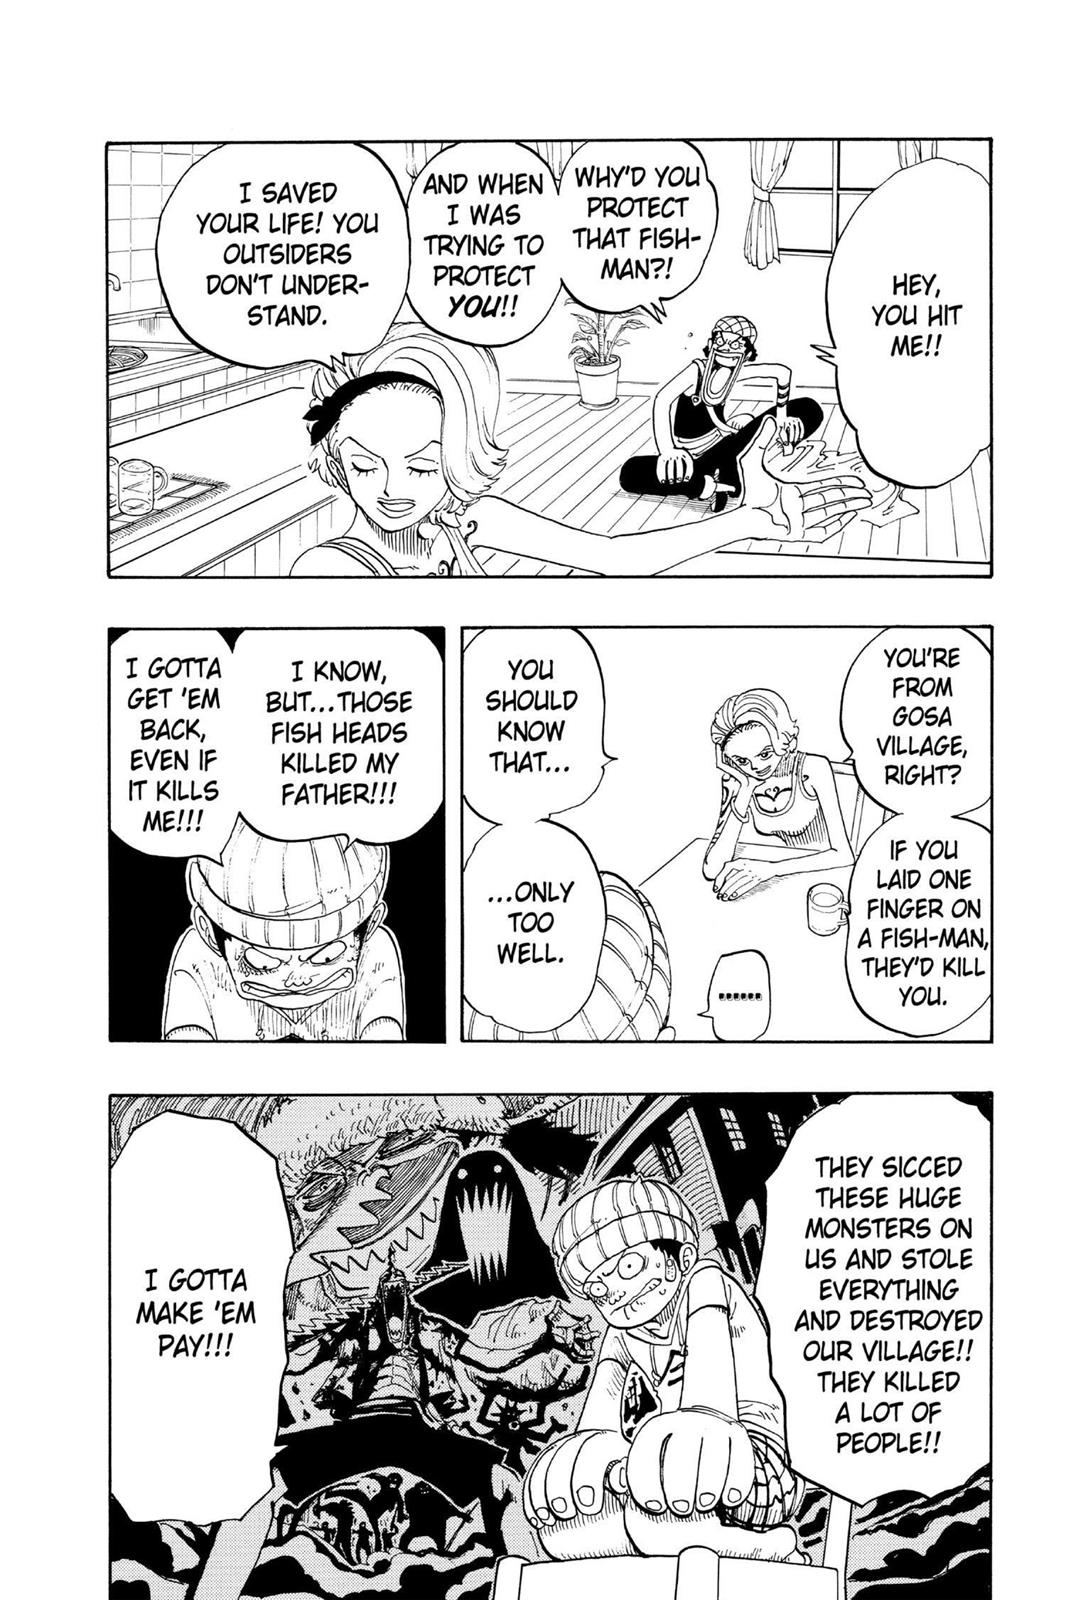 HEY,
YOU HIT
ME!!
WHY'D YOU
PROTECT
THAT FISH-
MAN?!
AND WHEN
I WAS
TRYING TO
PROTECT
YOU!!
I SAVED
YOUR LIFE! YOU
OUTSIDERS
DON'T UNDER-
STAND.
YOU'RE
FROM
GOSA
VILLAGE,
RIGHT?
IF YOU
LAID ONE
FINGER ON
A FISH-MAN,
THEY'D KILL
YOU.
YOU
SHOULD
KNOW
THAT...
...ONLY
TOO
WELL.
......
I KNOW,
BUT...THOSE
FISH HEADS
KILLED MY
FATHER!!!
I GOTTA
GET 'EM
BACK,
EVEN IF
IT KILLS
ME!!!
THEY SICCED
THESE HUGE
MONSTERS ON
US AND STOLE
EVERYTHING
AND DESTROYED
OUR VILLAGE!!
THEY KILLED
A LOT OF
PEOPLE!!
I GOTTA
MAKE 'EM
PAY!!!